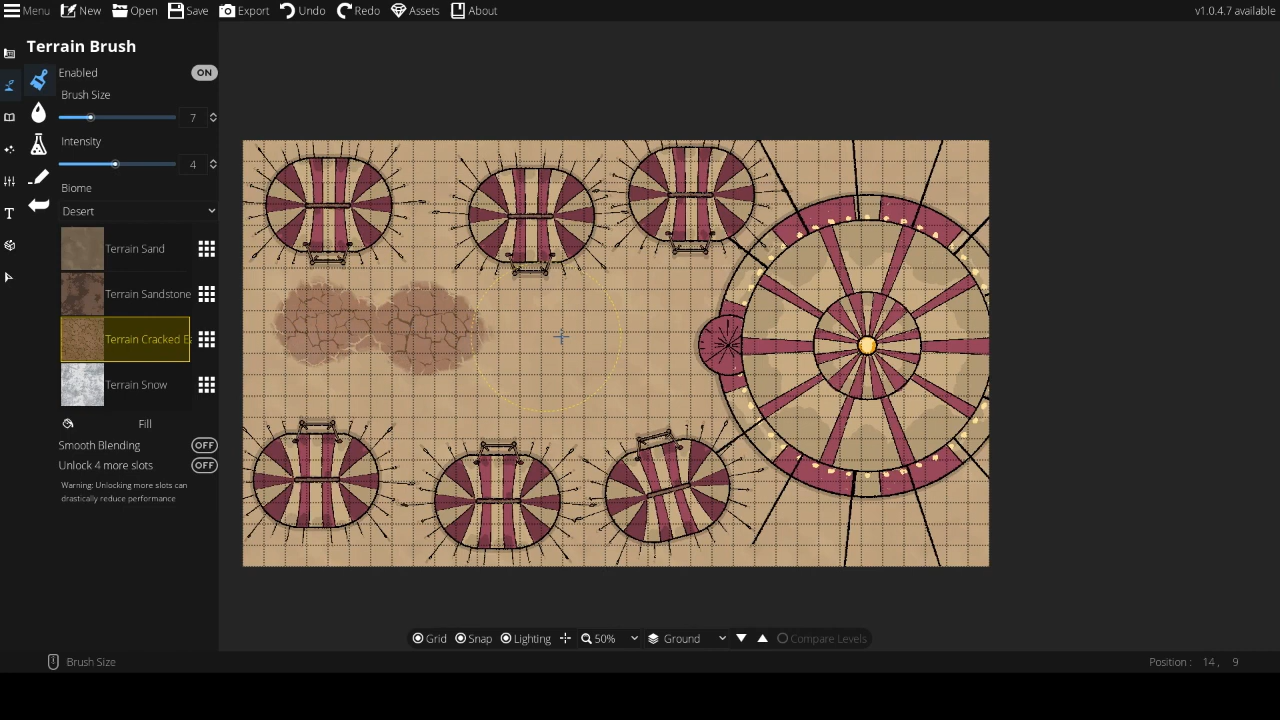 Menu New Open Save Export Undo Redo Assets About v1.0.4.7 available
Terrain Brush
Enabled ON
Brush Size
7
Intensity
4
Biome
Desert
Terrain Sand
Terrain Sandstone
Terrain Cracked E
Terrain Snow
Fill
Smooth Blending OFF
Unlock 4 more slots OFF
Warning: Unlocking more slots can
drastically reduce performance
Grid Snap Lighting 50% Ground Compare Levels
Brush Size Position : 14 , 9